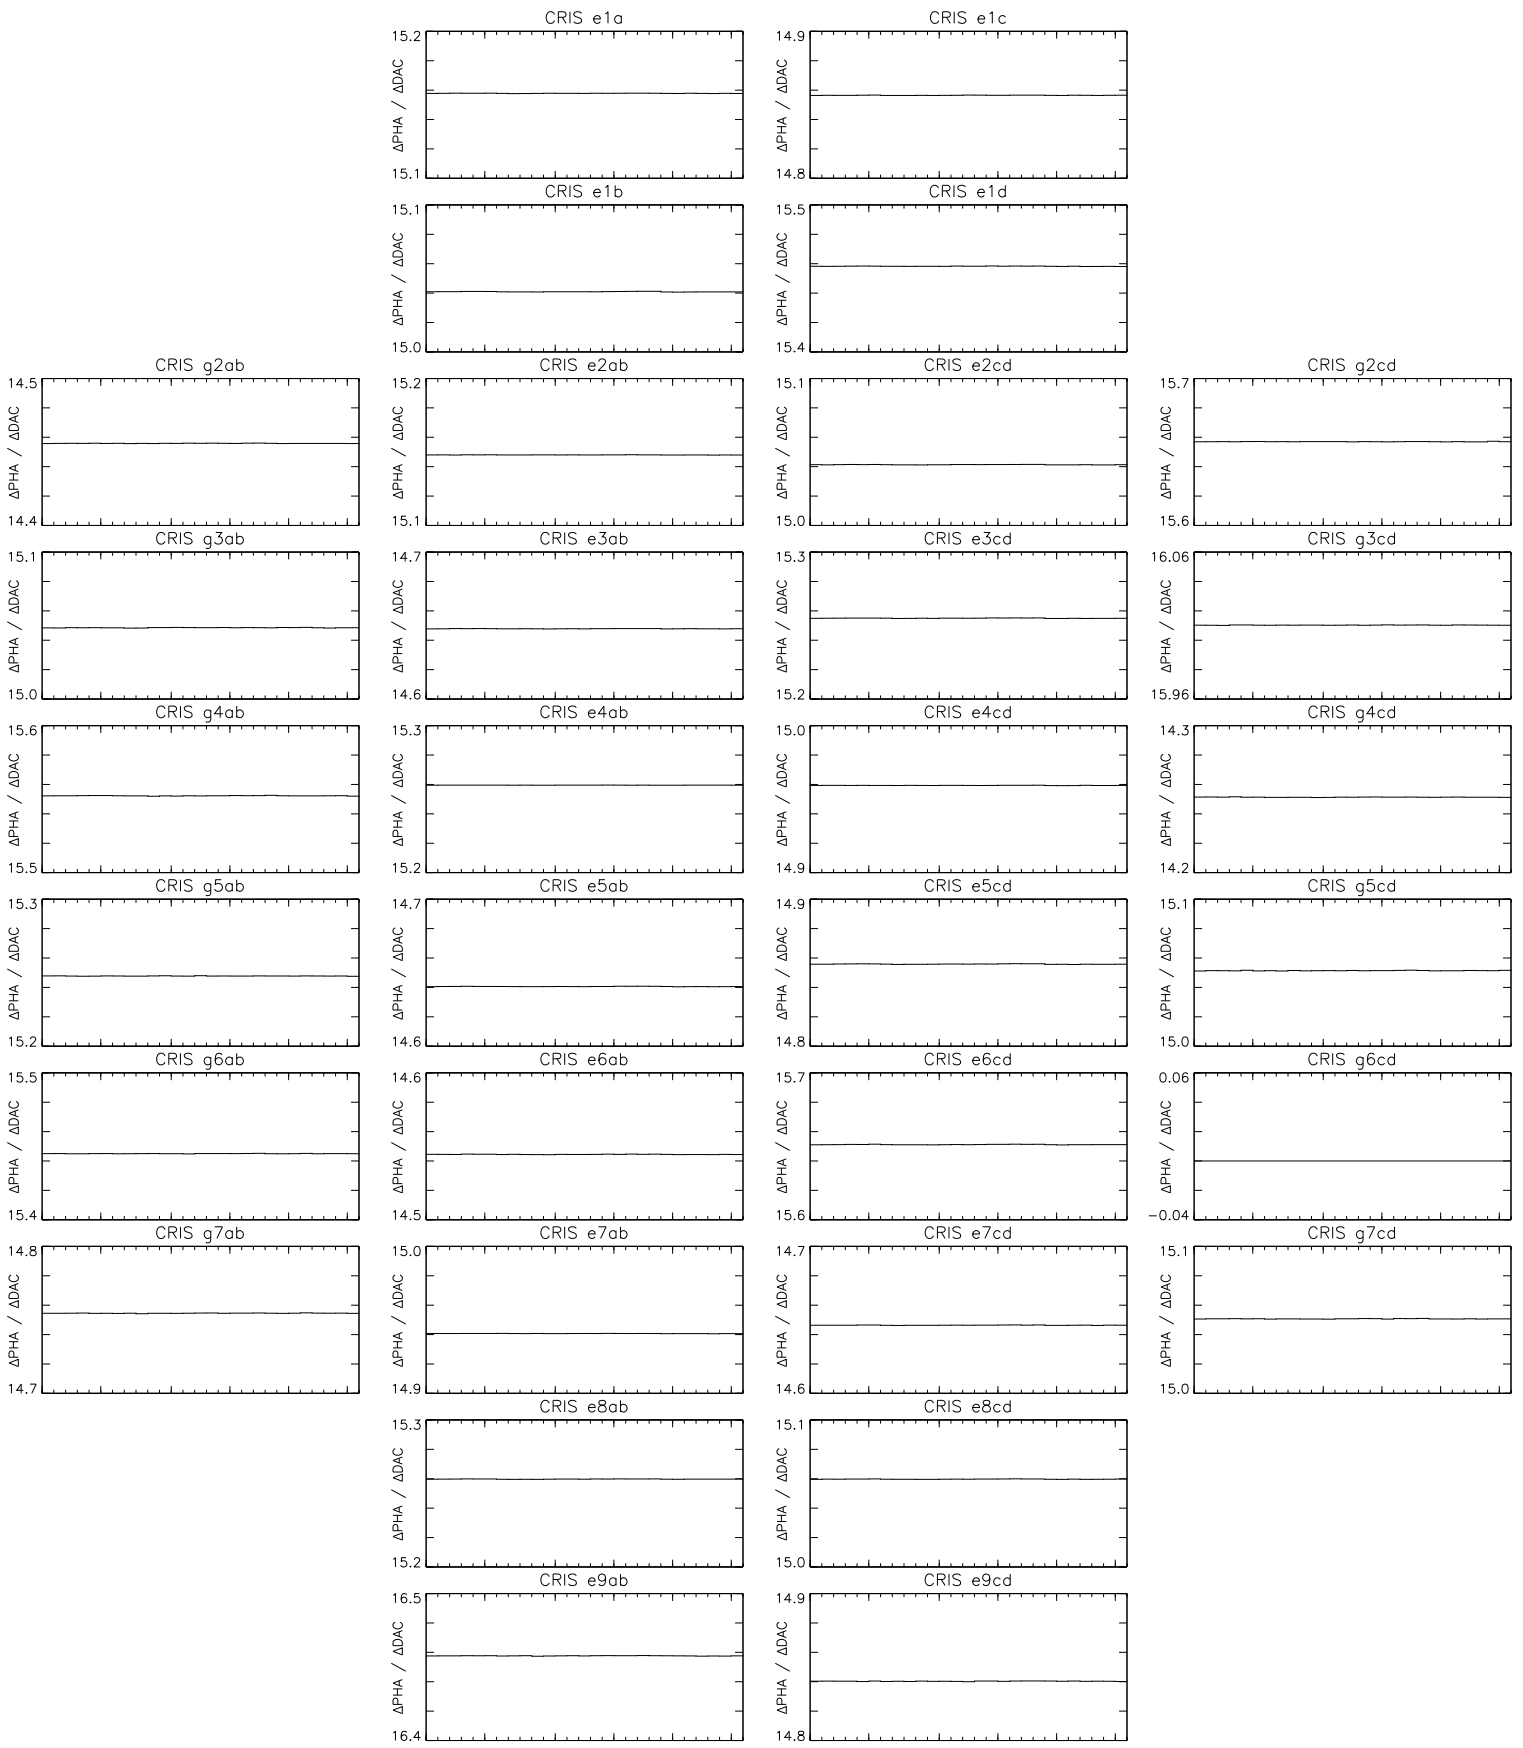 CRIS e1a
15.2
ΔPHA / ΔDAC
15.1
CRIS e1c
14.9
ΔPHA / ΔDAC
14.8
CRIS e1b
15.1
ΔPHA / ΔDAC
15.0
CRIS e1d
15.5
ΔPHA / ΔDAC
15.4
CRIS g2ab
14.5
ΔPHA / ΔDAC
14.4
CRIS e2ab
15.2
ΔPHA / ΔDAC
15.1
CRIS e2cd
15.1
ΔPHA / ΔDAC
15.0
CRIS g2cd
15.7
ΔPHA / ΔDAC
15.6
CRIS g3ab
15.1
ΔPHA / ΔDAC
15.0
CRIS e3ab
14.7
ΔPHA / ΔDAC
14.6
CRIS e3cd
15.3
ΔPHA / ΔDAC
15.2
CRIS g3cd
16.06
ΔPHA / ΔDAC
15.96
CRIS g4ab
15.6
ΔPHA / ΔDAC
15.5
CRIS e4ab
15.3
ΔPHA / ΔDAC
15.2
CRIS e4cd
15.0
ΔPHA / ΔDAC
14.9
CRIS g4cd
14.3
ΔPHA / ΔDAC
14.2
CRIS g5ab
15.3
ΔPHA / ΔDAC
15.2
CRIS e5ab
14.7
ΔPHA / ΔDAC
14.6
CRIS e5cd
14.9
ΔPHA / ΔDAC
14.8
CRIS g5cd
15.1
ΔPHA / ΔDAC
15.0
CRIS g6ab
15.5
ΔPHA / ΔDAC
15.4
CRIS e6ab
14.6
ΔPHA / ΔDAC
14.5
CRIS e6cd
15.7
ΔPHA / ΔDAC
15.6
CRIS g6cd
0.06
ΔPHA / ΔDAC
−0.04
CRIS g7ab
14.8
ΔPHA / ΔDAC
14.7
CRIS e7ab
15.0
ΔPHA / ΔDAC
14.9
CRIS e7cd
14.7
ΔPHA / ΔDAC
14.6
CRIS g7cd
15.1
ΔPHA / ΔDAC
15.0
CRIS e8ab
15.3
ΔPHA / ΔDAC
15.2
CRIS e8cd
15.1
ΔPHA / ΔDAC
15.0
CRIS e9ab
16.5
ΔPHA / ΔDAC
16.4
CRIS e9cd
14.9
ΔPHA / ΔDAC
14.8